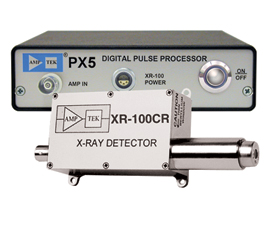 AMP TEK
PX5
DIGITAL PULSE PROCESSOR
AMP IN
XR-100
POWER
ON
OFF
AMP TEK
XR-100CR
X-RAY DETECTOR
CAUTION